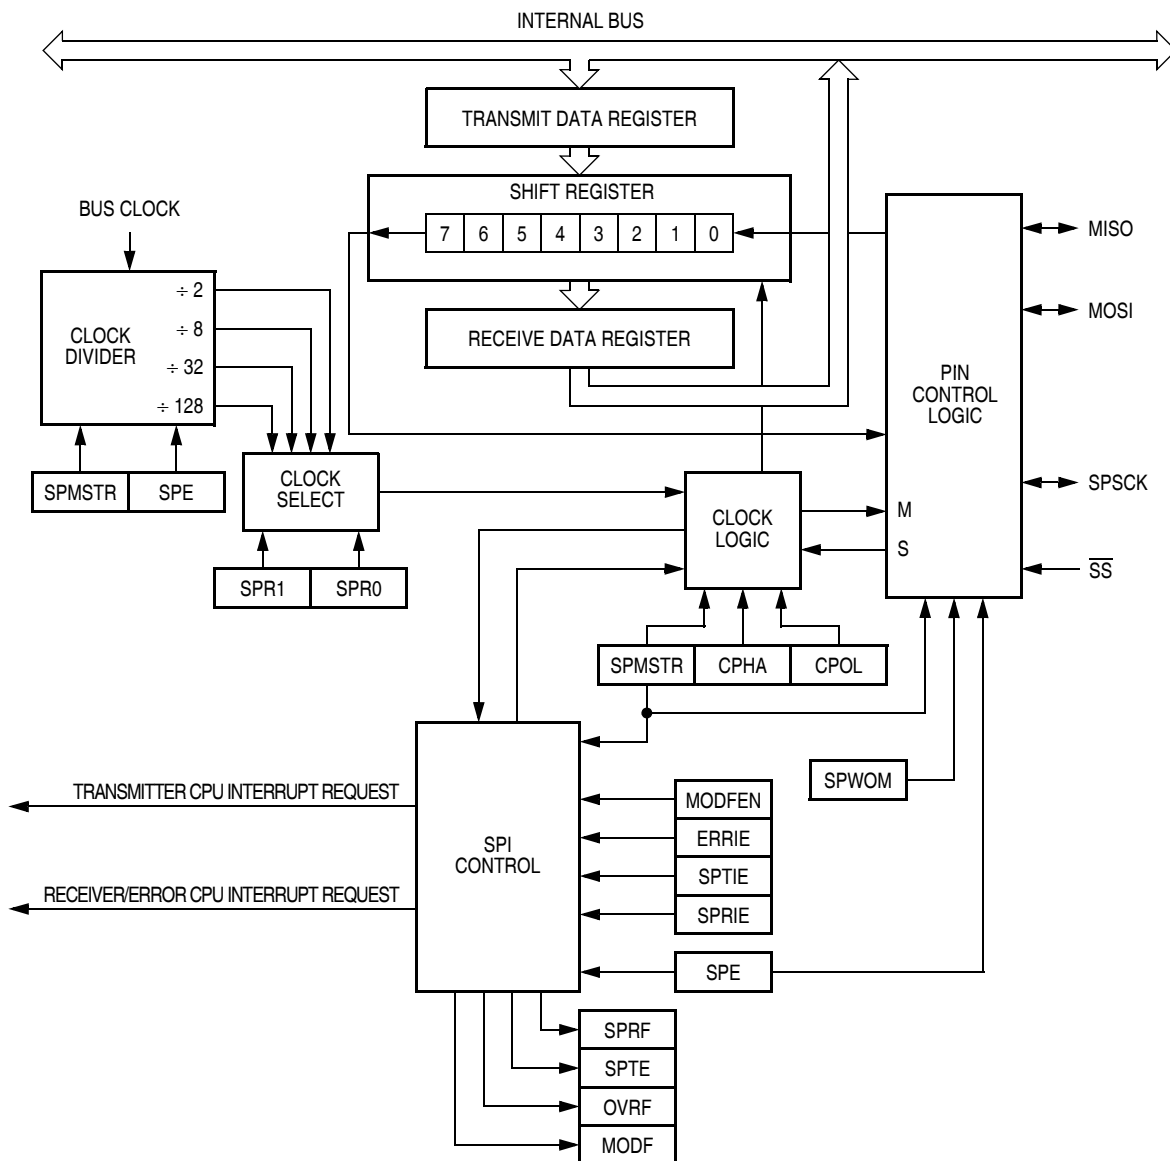 INTERNAL BUS
TRANSMIT DATA REGISTER
SHIFT REGISTER
7 6 5 4 3 2 1 0
RECEIVE DATA REGISTER
BUS CLOCK
CLOCK
DIVIDER
÷ 2
÷ 8
÷ 32
÷ 128
SPMSTR SPE
CLOCK
SELECT
SPR1 SPR0
CLOCK
LOGIC
SPMSTR CPHA CPOL
PIN
CONTROL
LOGIC
M
S
MISO
MOSI
SPSCK
SS
SPWOM
TRANSMITTER CPU INTERRUPT REQUEST
RECEIVER/ERROR CPU INTERRUPT REQUEST
SPI
CONTROL
MODFEN
ERRIE
SPTIE
SPRIE
SPE
SPRF
SPTE
OVRF
MODF